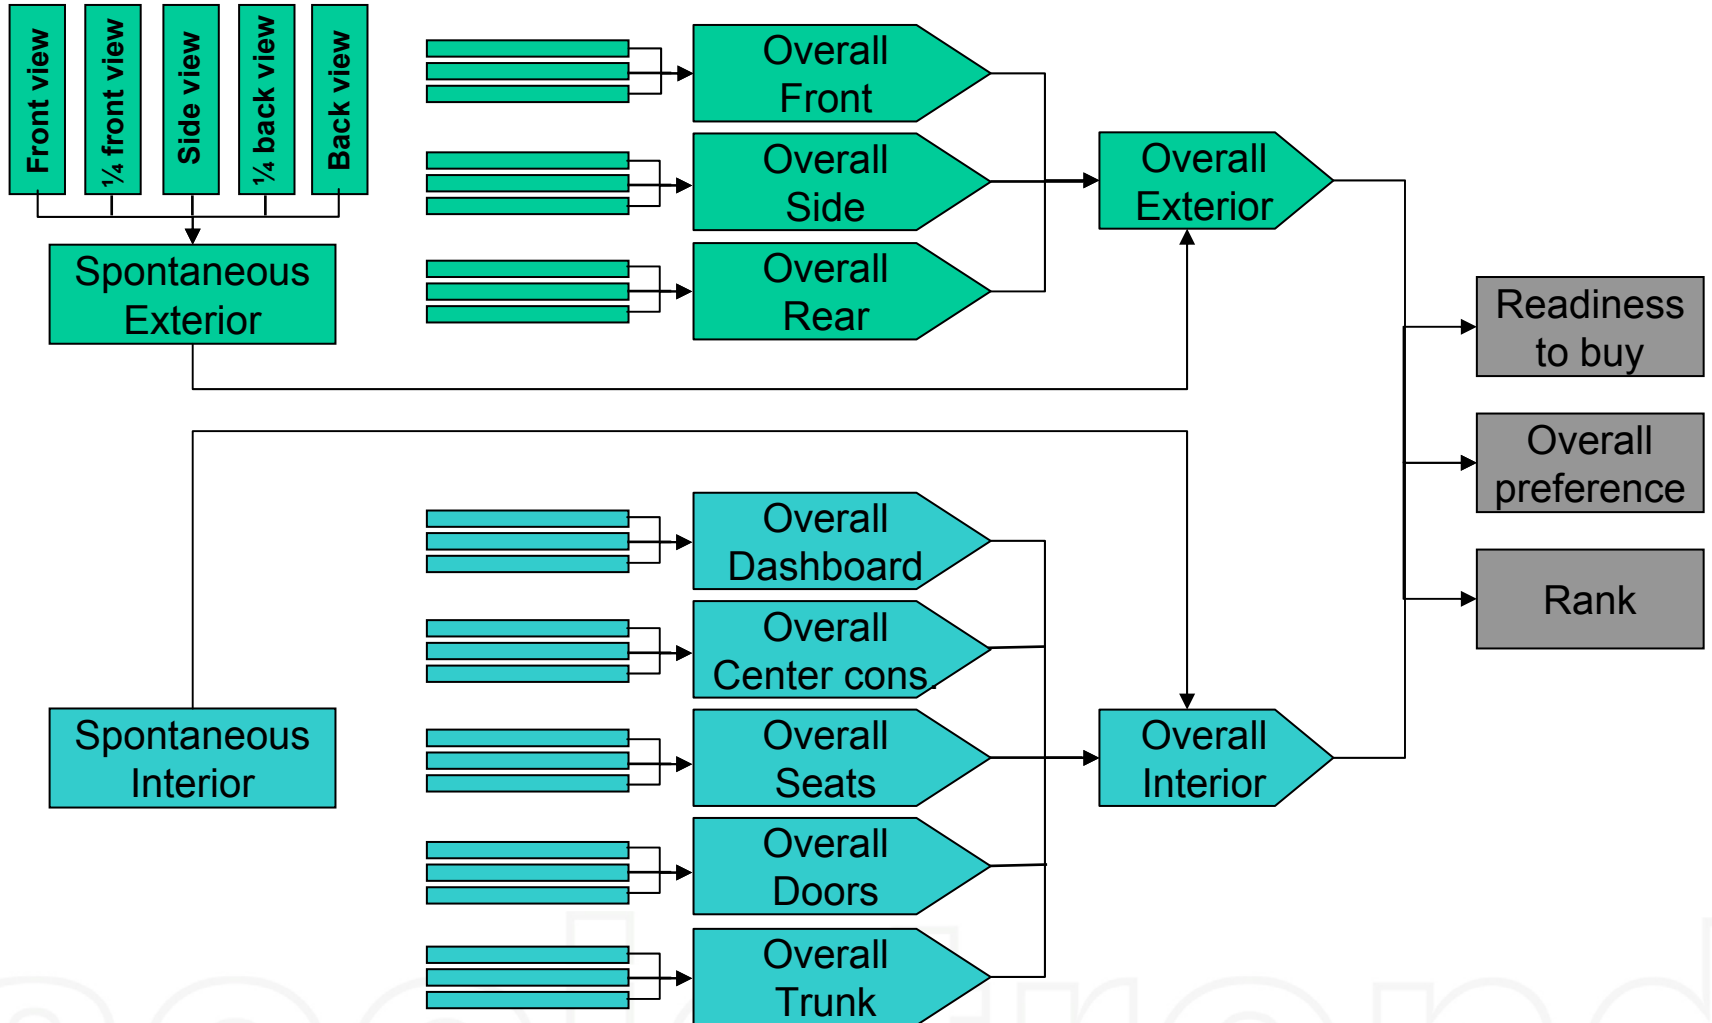 Front view
¼ front view
Side view
¼ back view
Back view
Spontaneous
Exterior
Overall
Front
Overall
Side
Overall
Rear
Overall
Exterior
Readiness
to buy
Overall
preference
Rank
Spontaneous
Interior
Overall
Dashboard
Overall
Center cons.
Overall
Seats
Overall
Doors
Overall
Trunk
Overall
Interior